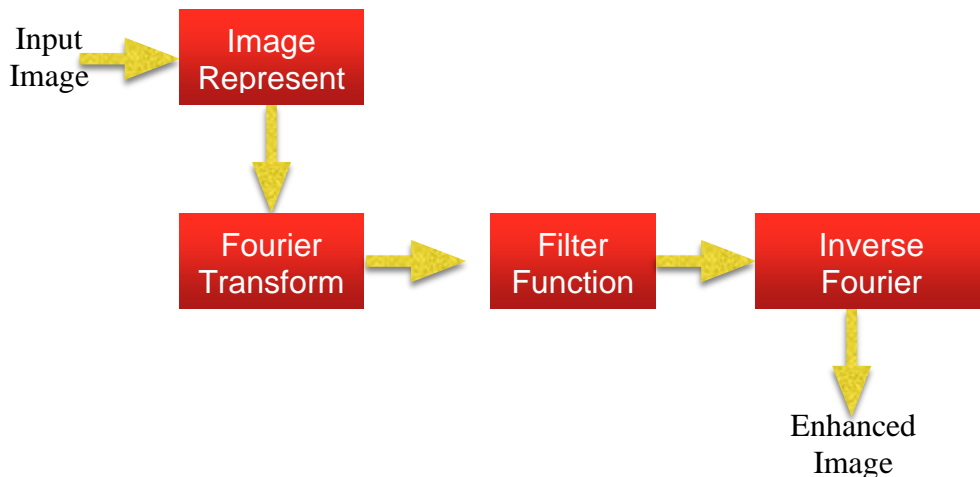 Input
Image
Image
Represent
Fourier
Transform
Filter
Function
Inverse
Fourier
Enhanced
Image